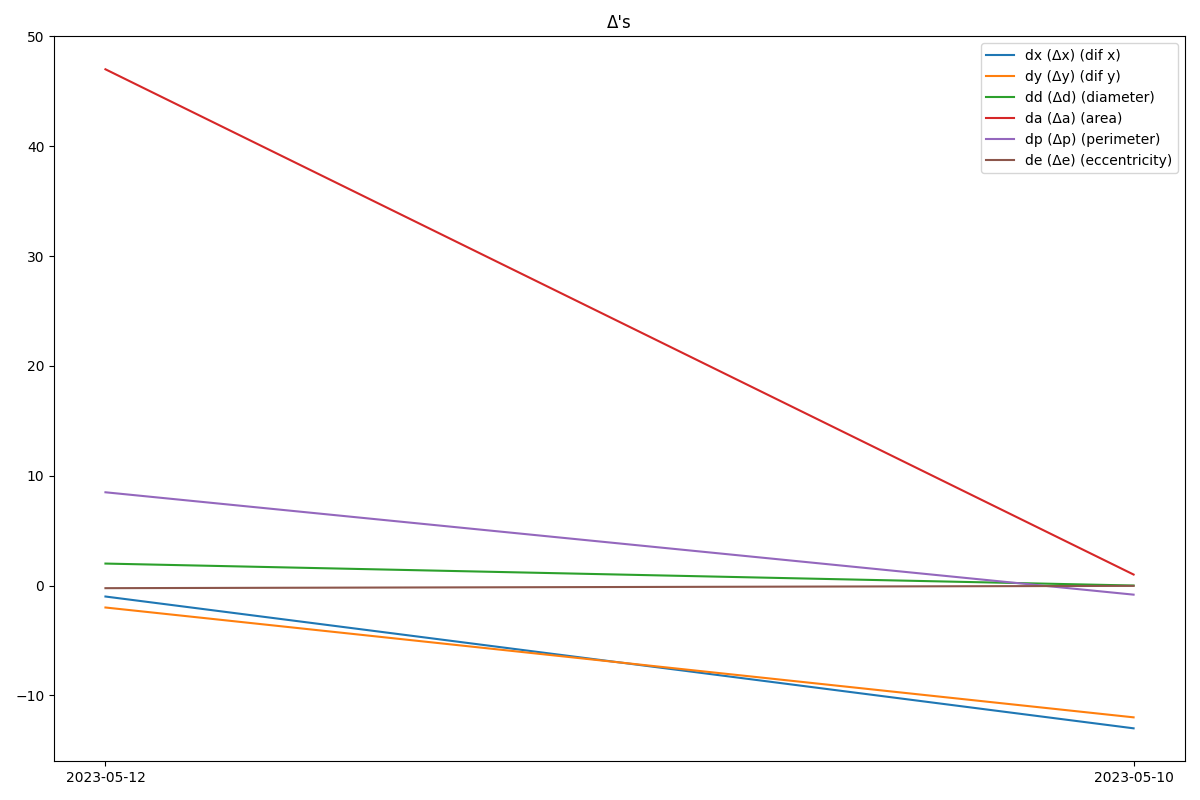 Δ's
50
40
30
20
10
0
−10
2023-05-12
2023-05-10
dx (Δx) (dif x)
dy (Δy) (dif y)
dd (Δd) (diameter)
da (Δa) (area)
dp (Δp) (perimeter)
de (Δe) (eccentricity)